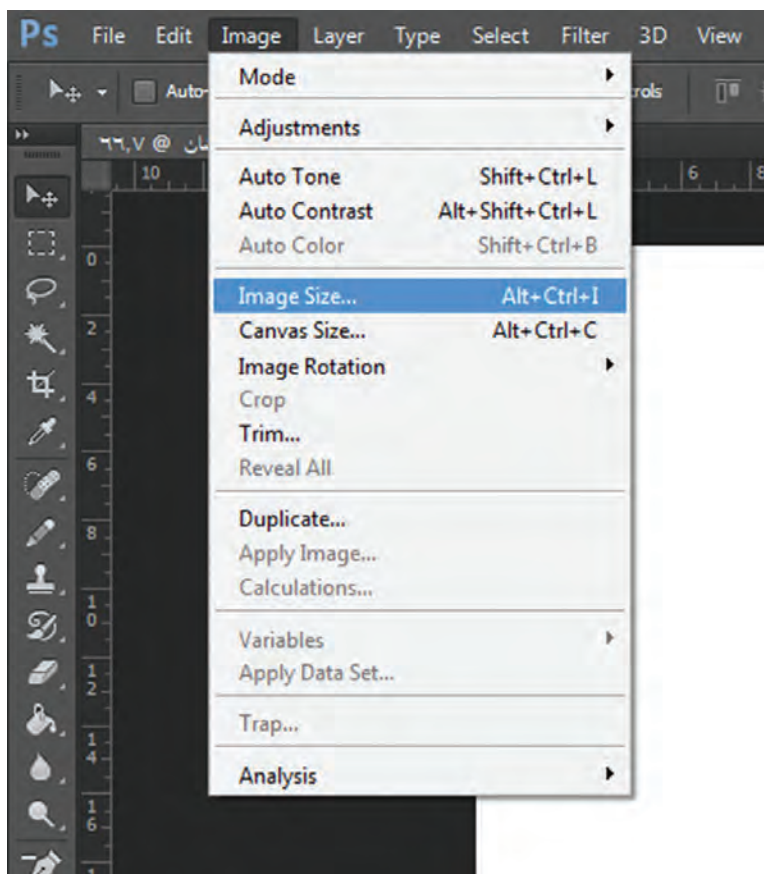 Ps File Edit Image Layer Type Select Filter 3D View
Auto-
rols
۶۶,۷ @
10 6 8
Mode
Adjustments
Auto Tone Shift+Ctrl+L
Auto Contrast Alt+Shift+Ctrl+L
Auto Color Shift+Ctrl+B
Image Size... Alt+Ctrl+I
Canvas Size... Alt+Ctrl+C
Image Rotation
Crop
Trim...
Reveal All
Duplicate...
Apply Image...
Calculations...
Variables
Apply Data Set...
Trap...
Analysis
0
2
4
6
8
10
12
14
16